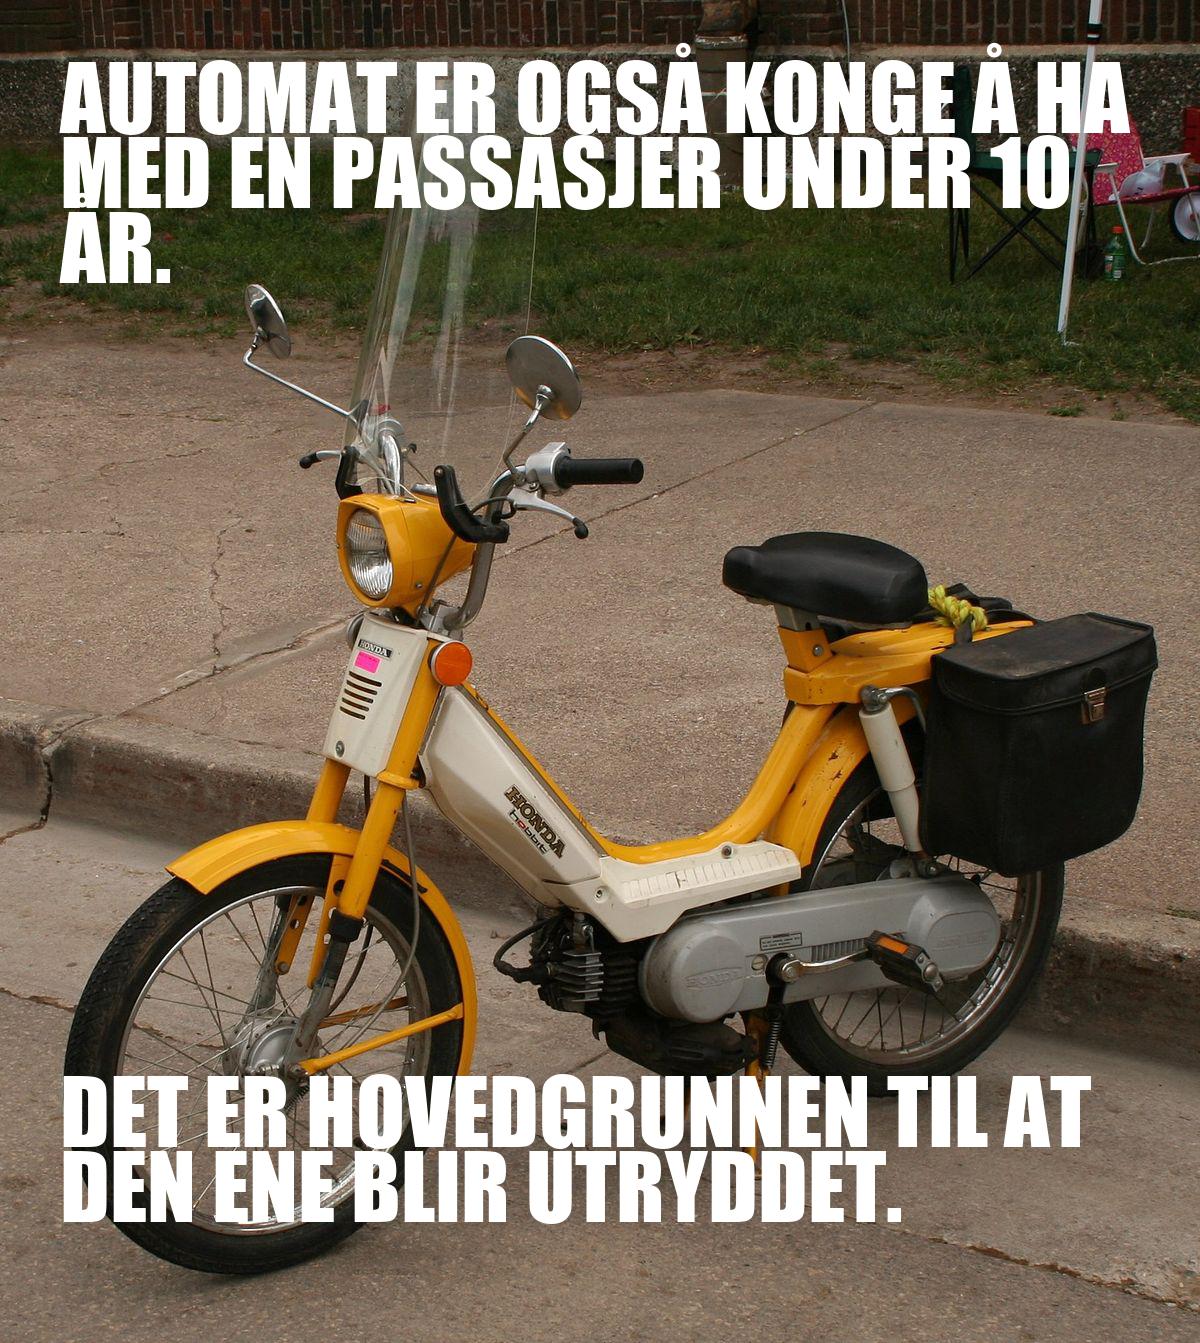 AUTOMAT ER OGSÅ KONGE Å HA
MED EN PASSASJER UNDER 10
ÅR.
HONDA
HONDA
hobbit
HONDA
DET ER HOVEDGRUNNEN TIL AT
DEN ENE BLIR UTRYDDET.